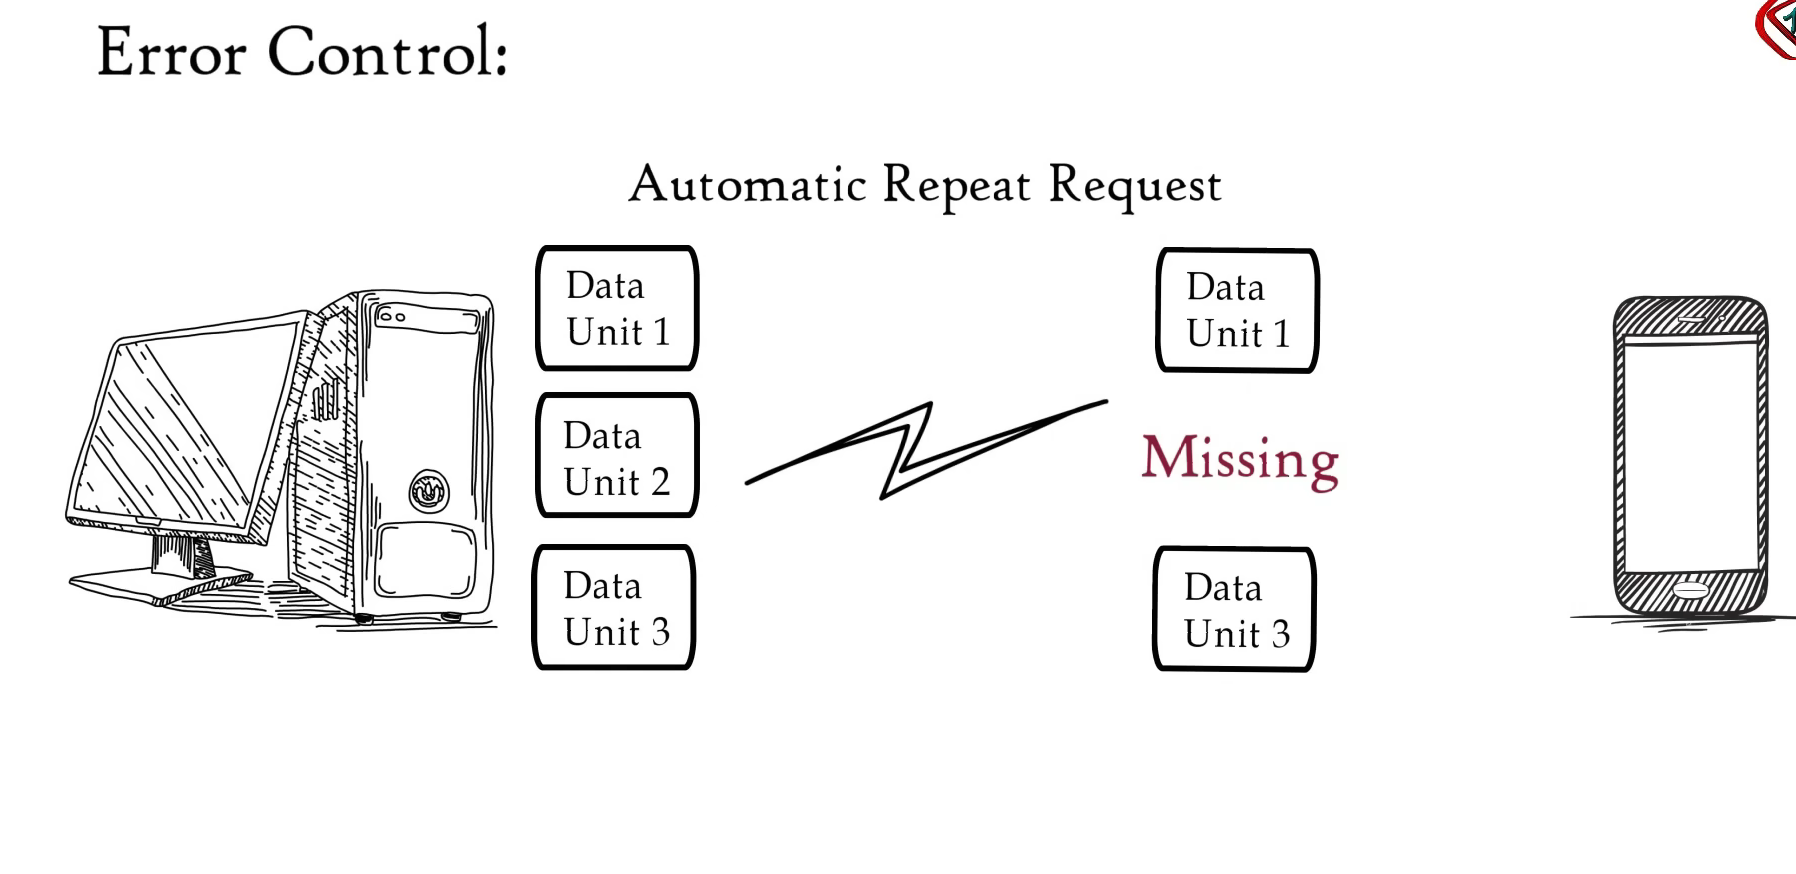 Error Control:
Automatic Repeat Request
Data
Unit 1
Data
Unit 2
Data
Unit 3
Data
Unit 1
Missing
Data
Unit 3